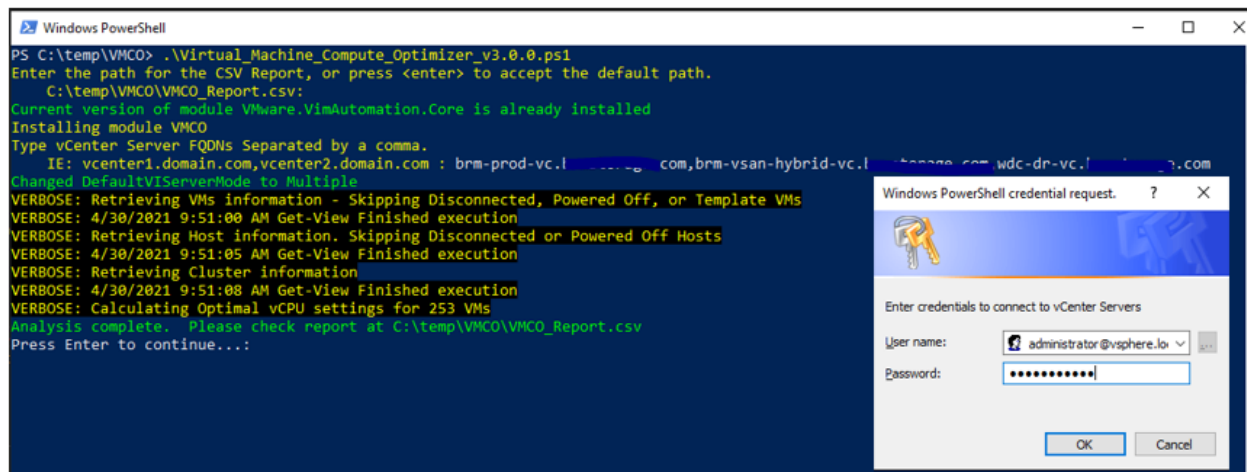 Windows PowerShell
PS C:\temp\VMCO> .\Virtual_Machine_Compute_Optimizer_v3.0.0.ps1
Enter the path for the CSV Report, or press <enter> to accept the default path.
C:\temp\VMCO\VMCO_Report.csv:
Current version of module VMware.VimAutomation.Core is already installed
Installing module VMCO
Type vCenter Server FQDNs Separated by a comma.
IE: vcenter1.domain.com,vcenter2.domain.com : brm-prod-vc. com,brm-vsan-hybrid-vc. .com,wdc-dr-vc. .com
Changed DefaultVIServerMode to Multiple
VERBOSE: Retrieving VMs information - Skipping Disconnected, Powered Off, or Template VMs
VERBOSE: 4/30/2021 9:51:00 AM Get-View Finished execution
VERBOSE: Retrieving Host information. Skipping Disconnected or Powered Off Hosts
VERBOSE: 4/30/2021 9:51:05 AM Get-View Finished execution
VERBOSE: Retrieving Cluster information
VERBOSE: 4/30/2021 9:51:08 AM Get-View Finished execution
VERBOSE: Calculating Optimal vCPU settings for 253 VMs
Analysis complete.  Please check report at C:\temp\VMCO\VMCO_Report.csv
Press Enter to continue...:
Windows PowerShell credential request.
Enter credentials to connect to vCenter Servers
User name:
administrator@vsphere.lo
Password:
OK
Cancel